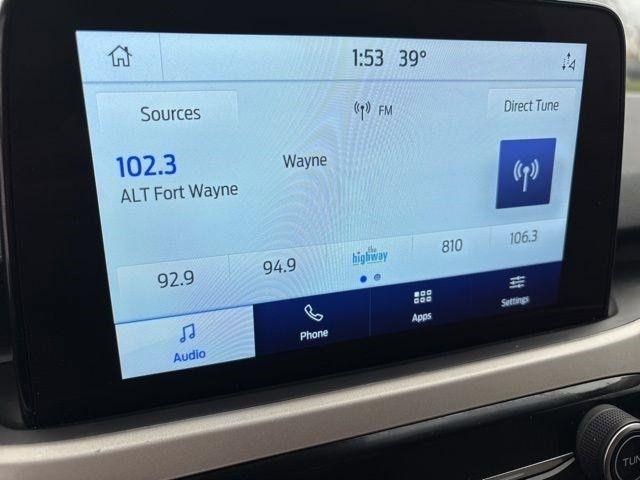 1:53 39°
Sources
FM
Direct Tune
102.3
Wayne
ALT Fort Wayne
92.9
94.9
the
highway
810
106.3
Audio
Phone
Apps
Settings
TUN